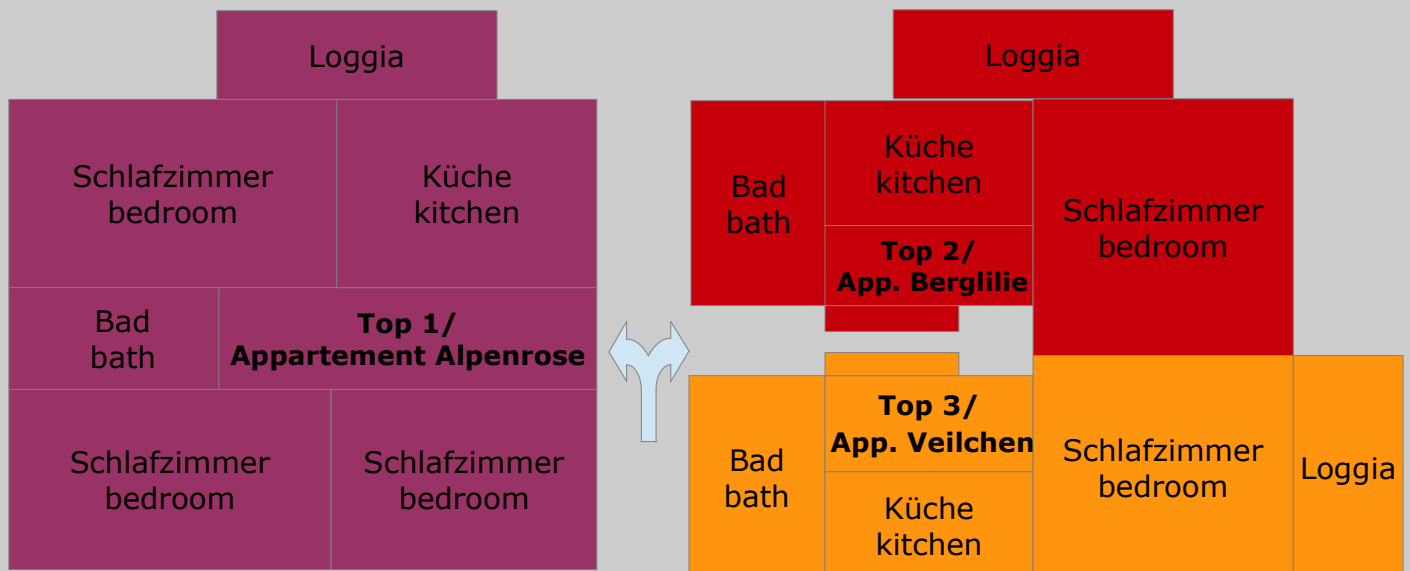 Loggia
Schlafzimmer
bedroom
Küche
kitchen
Bad
bath
Top 1/
Appartement Alpenrose
Schlafzimmer
bedroom
Schlafzimmer
bedroom
Loggia
Bad
bath
Küche
kitchen
Top 2/
App. Berglilie
Schlafzimmer
bedroom
Bad
bath
Top 3/
App. Veilchen
Küche
kitchen
Schlafzimmer
bedroom
Loggia